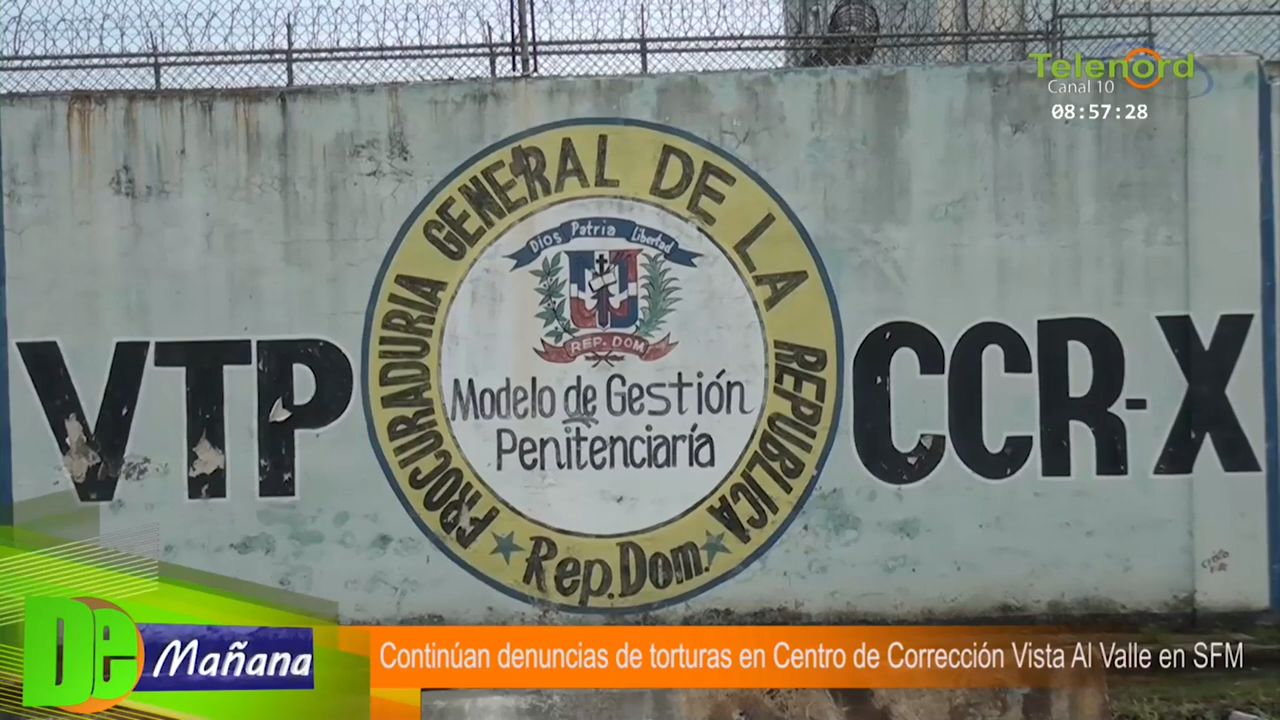 Telenord
Canal 10
08:57:28
PROCURADURIA GENERAL DE LA REPUBLICA
Dios Patria Libertad
REP. DOM
VTP
Modelo de Gestión
Penitenciaría
CCR-X
Rep. Dom.
De Mañana
Continúan denuncias de torturas en Centro de Corrección Vista Al Valle en SFM